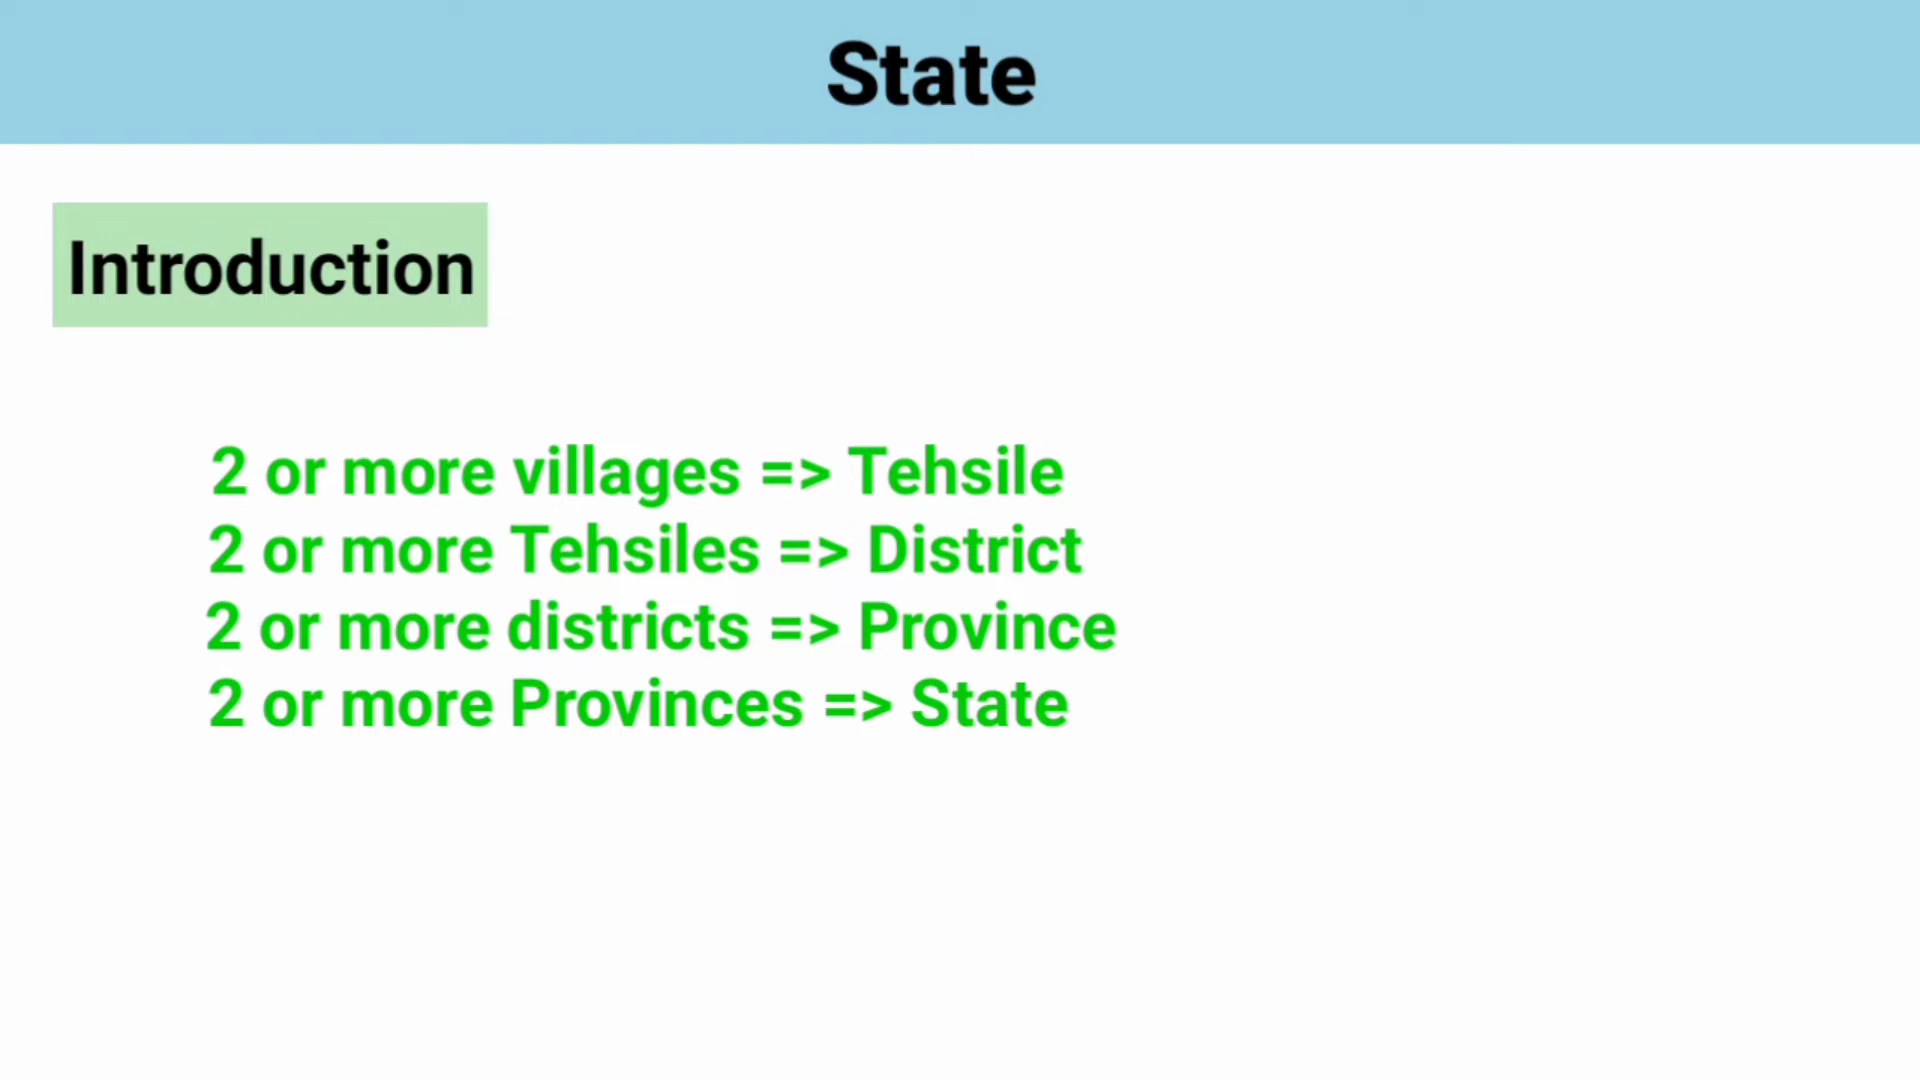 State
Introduction
2 or more villages => Tehsile
2 or more Tehsiles => District
2 or more districts => Province
2 or more Provinces => State